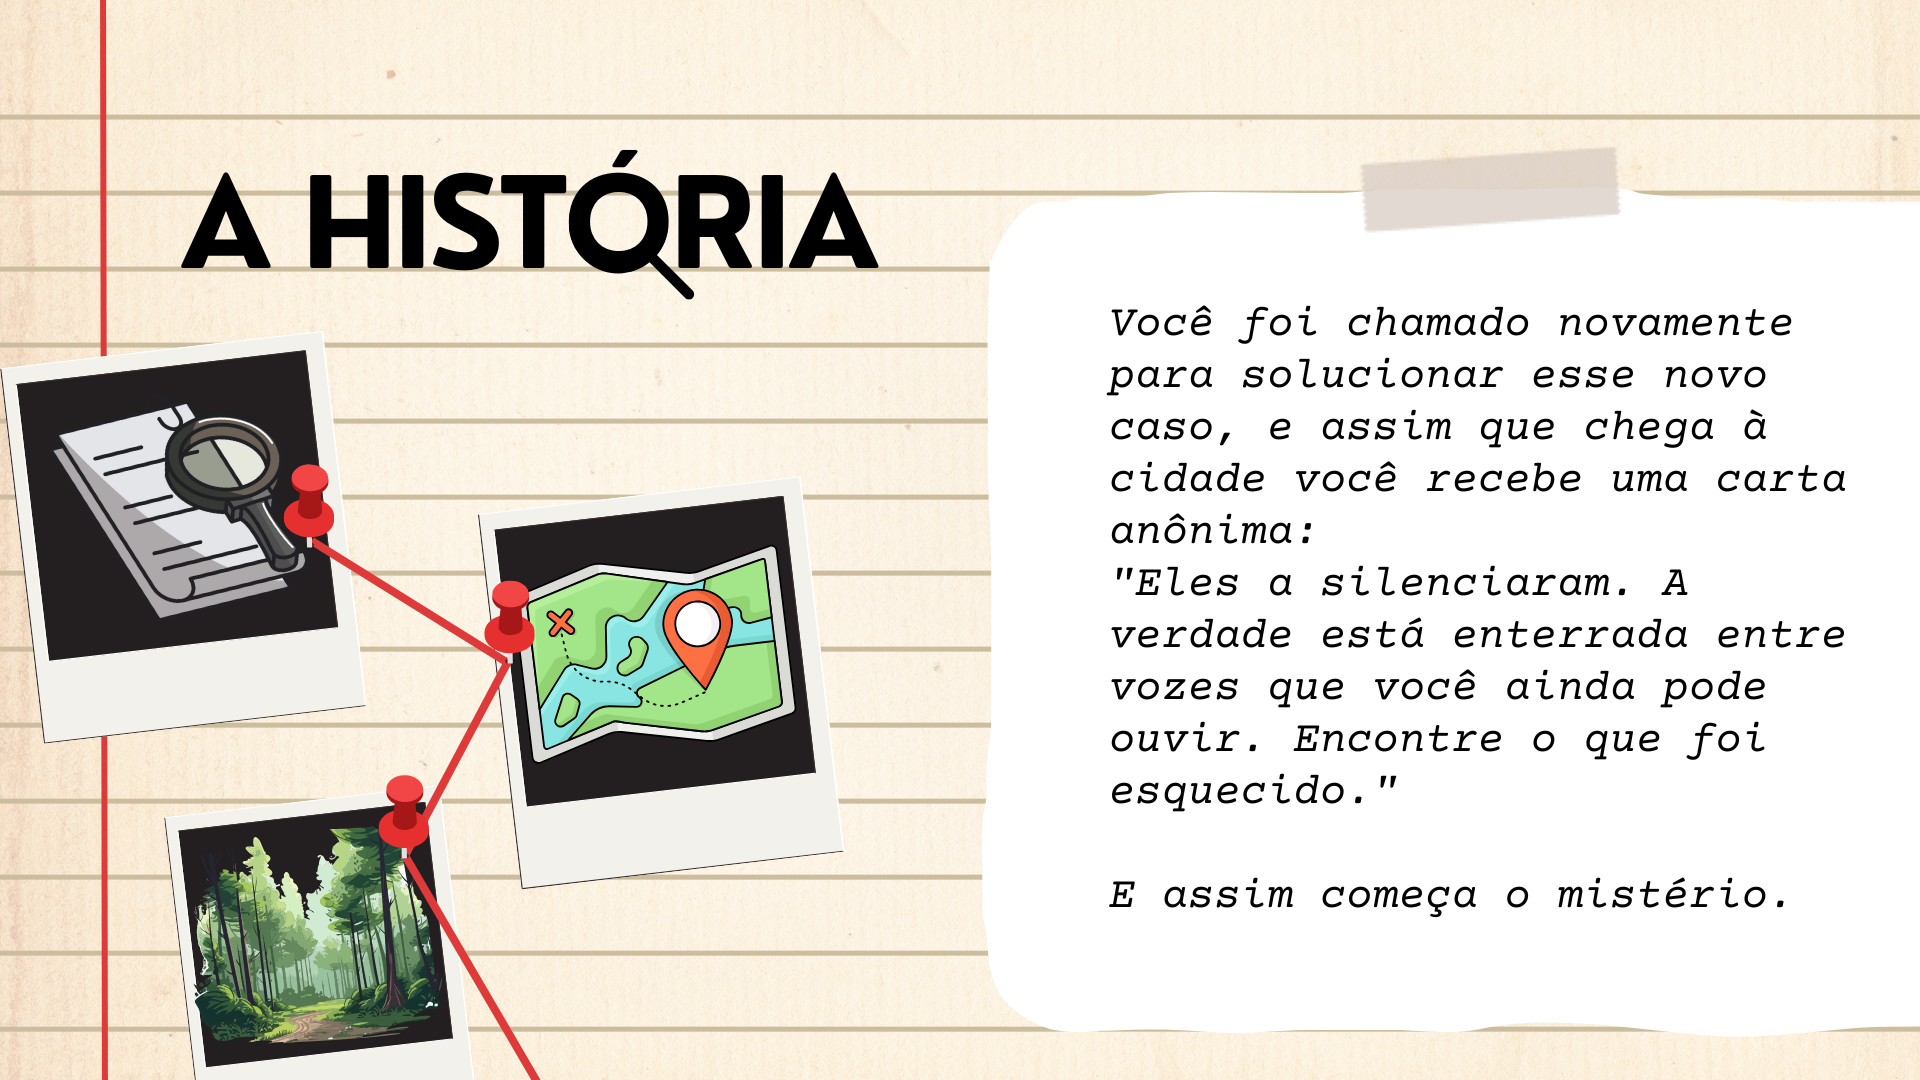 A HISTÓRIA
Você foi chamado novamente
para solucionar esse novo
caso, e assim que chega à
cidade você recebe uma carta
anônima:
"Eles a silenciaram. A
verdade está enterrada entre
vozes que você ainda pode
ouvir. Encontre o que foi
esquecido."
E assim começa o mistério.